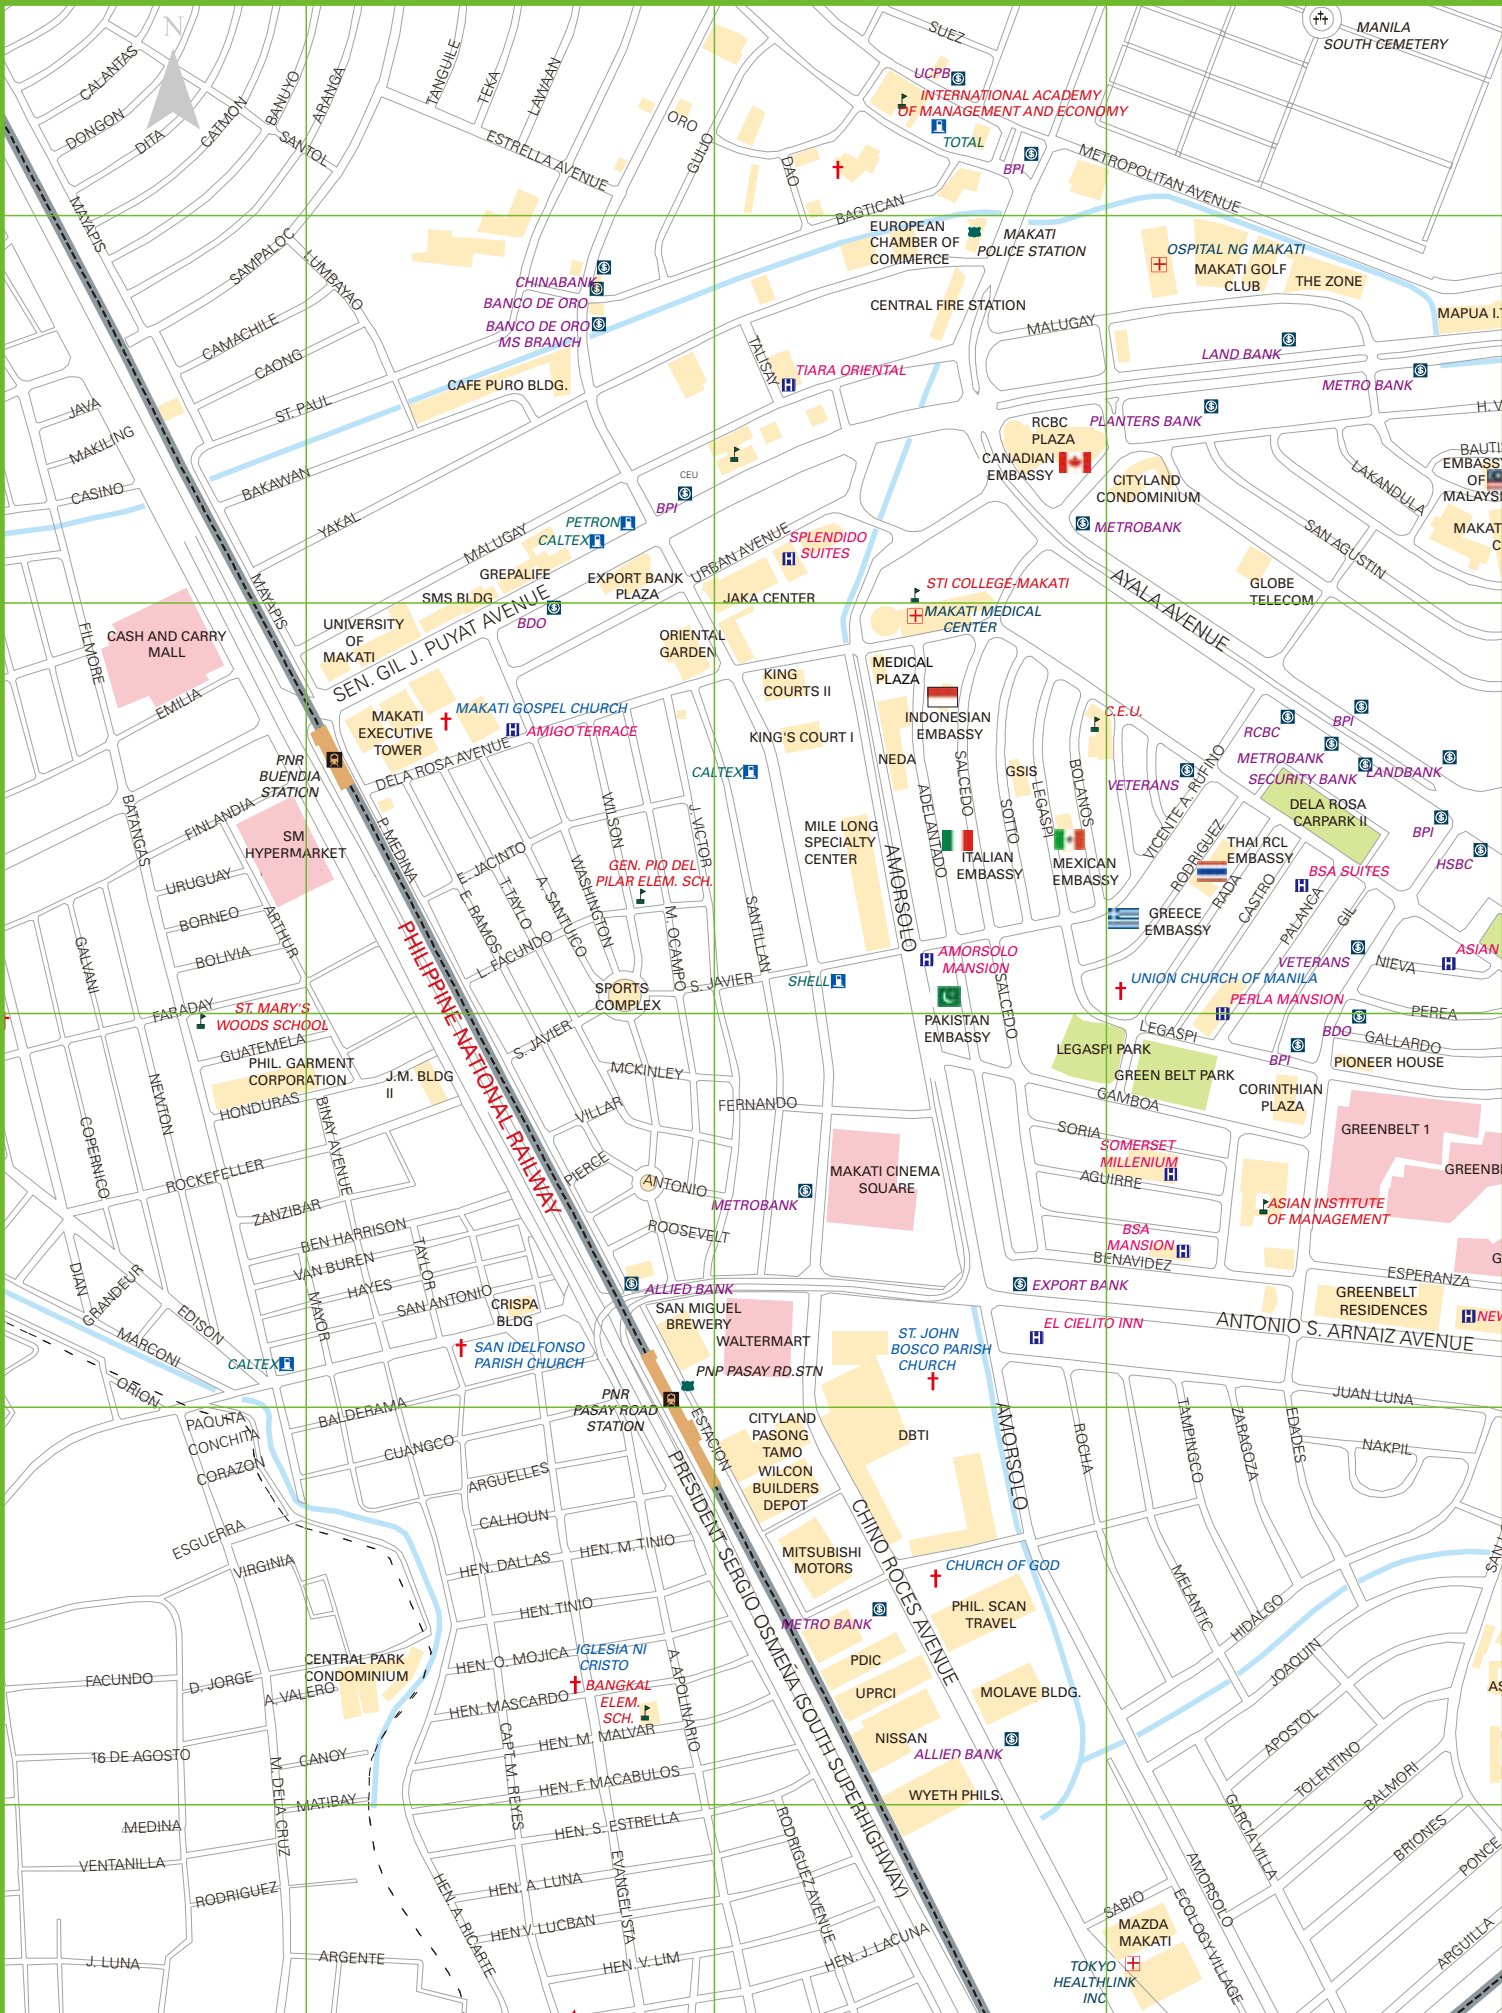 N
MANILA
SOUTH CEMETERY
SUEZ
UCPB
INTERNATIONAL ACADEMY
OF MANAGEMENT AND ECONOMY
TOTAL
BPI
METROPOLITAN AVENUE
CALANTAS
DONGON
DITA
CATMON
BANUYO
ARANGA
SANTOL
TANGUILE
TEKA
LAWAAN
ESTRELLA AVENUE
ORO
GUIJO
DAO
BAGTICAN
MAYAPIS
SAMPALOC
LUMBAYAO
CAMACHILE
CAONG
ST. PAUL
EUROPEAN
CHAMBER OF
COMMERCE
MAKATI
POLICE STATION
OSPITAL NG MAKATI
MAKATI GOLF
CLUB
THE ZONE
MAPUA I.T
CHINABANK
BANCO DE ORO
BANCO DE ORO
MS BRANCH
CENTRAL FIRE STATION
MALUGAY
LAND BANK
METRO BANK
CAFE PURO BLDG.
TALISAY
TIARA ORIENTAL
PLANTERS BANK
H. V
JAVA
MAKILING
CASINO
BAKAWAN
YAKAL
MALUGAY
CEU
BPI
PETRON
CALTEX
RCBC
PLAZA
CANADIAN
EMBASSY
CITYLAND
CONDOMINIUM
METROBANK
LAKANDULA
BAUTIS
EMBASSY
OF
MALAYSI
MAKAT
C
SAN AGUSTIN
URBAN AVENUE
SPLENDIDO
SUITES
GREPALIFE
SMS BLDG
EXPORT BANK
PLAZA
JAKA CENTER
STI COLLEGE-MAKATI
MAKATI MEDICAL
CENTER
AYALA AVENUE
GLOBE
TELECOM
MAYAPIS
CASH AND CARRY
MALL
FILMORE
EMILIA
UNIVERSITY
OF
MAKATI
SEN. GIL J. PUYAT AVENUE
BDO
ORIENTAL
GARDEN
KING
COURTS II
MEDICAL
PLAZA
INDONESIAN
EMBASSY
C.E.U.
MAKATI
EXECUTIVE
TOWER
MAKATI GOSPEL CHURCH
AMIGO TERRACE
DELA ROSA AVENUE
KING'S COURT I
NEDA
RCBC
BPI
METROBANK
SECURITY BANK
LANDBANK
PNR
BUENDIA
STATION
CALTEX
SALCEDO
GSIS
LEGASPI
BOLANOS
VETERANS
VICENTE A. RUFINO
DELA ROSA
CARPARK II
BATANGAS
FINLANDIA
SM
HYPERMARKET
P. MEDINA
WILSON
J. VICTOR
MILE LONG
SPECIALTY
CENTER
ADELANTADO
SOTTO
ITALIAN
EMBASSY
MEXICAN
EMBASSY
RODRIGUEZ
THAI RCL
EMBASSY
BPI
HSBC
BSA SUITES
URUGUAY
BORNEO
BOLIVIA
ARTHUR
E. JACINTO
E. RAMOS
T. TAYLO
A. SANTUICO
WASHINGTON
GEN. PIO DEL
PILAR ELEM. SCH.
M. OCAMPO
SANTILLAN
AMORSOLO
RADA
CASTRO
PALANCA
GIL
GREECE
EMBASSY
GALVANI
FARADAY
L. FACUNDO
S. JAVIER
SPORTS
COMPLEX
SHELL
AMORSOLO
MANSION
VETERANS
NIEVA
ASIAN
UNION CHURCH OF MANILA
PERLA MANSION
PEREA
ST. MARY'S
WOODS SCHOOL
GUATEMELA
PHILIPPINE NATIONAL RAILWAY
S. JAVIER
PAKISTAN
EMBASSY
SALCEDO
LEGASPI
BDO
GALLARDO
LEGASPI PARK
BPI
PIONEER HOUSE
PHIL. GARMENT
CORPORATION
J.M. BLDG
II
MCKINLEY
GREEN BELT PARK
CORINTHIAN
PLAZA
NEWTON
COPERNICO
HONDURAS
BINAY AVENUE
VILLAR
FERNANDO
GAMBOA
SORIA
GREENBELT 1
SOMERSET
MILLENIUM
AGUIRRE
GREENBE
ROCKEFELLER
PIERCE
ANTONIO
METROBANK
MAKATI CINEMA
SQUARE
ASIAN INSTITUTE
OF MANAGEMENT
ZANZIBAR
BEN HARRISON
VAN BUREN
HAYES
TAYLOR
ROOSEVELT
BSA
MANSION
BENAVIDEZ
G
DIAN
GRANDEUR
EDISON
MARCONI
MAYOR
SAN ANTONIO
CRISPA
BLDG
ALLIED BANK
EXPORT BANK
ESPERANZA
SAN MIGUEL
BREWERY
WALTERMART
GREENBELT
RESIDENCES
EL CIELITO INN
NEW
ANTONIO S. ARNAIZ AVENUE
CALTEX
SAN IDELFONSO
PARISH CHURCH
ST. JOHN
BOSCO PARISH
CHURCH
PNP PASAY RD.STN
ORION
PNR
PASAY ROAD
STATION
JUAN LUNA
PAQUITA
CONCHITA
CORAZON
BALDERAMA
CUANGCO
ESTACION
CITYLAND
PASONG
TAMO
DBTI
AMORSOLO
ROCHA
TAMPINGCO
ZARAGOZA
EDADES
NAKPIL
ARGUELLES
WILCON
BUILDERS
DEPOT
CALHOUN
CHINO ROCES AVENUE
ESGUERRA
VIRGINIA
HEN. DALLAS
HEN. M. TINIO
PRESIDENT SERGIO OSMEÑA (SOUTH SUPERHIGHWAY)
MITSUBISHI
MOTORS
CHURCH OF GOD
SAN
MELANTIC
HIDALGO
HEN. TINIO
METRO BANK
PHIL. SCAN
TRAVEL
CENTRAL PARK
CONDOMINIUM
HEN. O. MOJICA
IGLESIA NI
CRISTO
A. APOLINARIO
PDIC
JOAQUIN
FACUNDO
D. JORGE
A. VALERO
BANGKAL
ELEM.
SCH.
HEN. MASCARDO
UPRCI
MOLAVE BLDG.
AS
HEN. M. MALVAR
NISSAN
ALLIED BANK
APOSTOL
16 DE AGOSTO
CANOY
M. DELA CRUZ
CAPT. M. REYES
HEN. F. MACABULOS
TOLENTINO
BALMORI
WYETH PHILS.
MATIBAY
MEDINA
HEN. S. ESTRELLA
RODRIGUEZ AVENUE
GARCIA VILLA
BRIONES
PONCE
VENTANILLA
RODRIGUEZ
HEN. A. LUNA
EVANGELISTA
HEN. A. RICARTE
HEN V. LUCBAN
AMORSOLO
ECOLOGY VILLAGE
SABIO
MAZDA
MAKATI
ARGUILLA
J. LUNA
ARGENTE
HEN. V. LIM
HEN. J. LACUNA
TOKYO
HEALTHLINK
INC